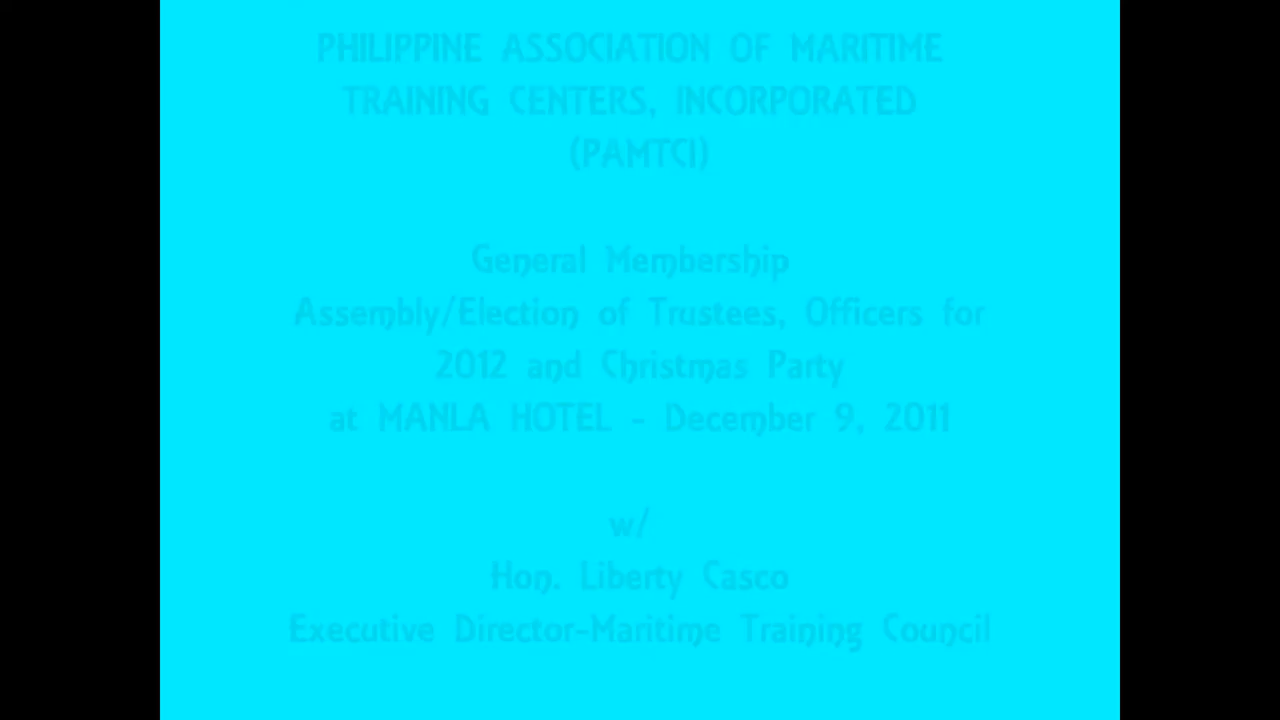 PHILIPPINE ASSOCIATION OF MARITIME
TRAINING CENTERS, INCORPORATED
(PAMTCI)
General Membership
Assembly/Election of Trustees, Officers for
2012 and Christmas Party
at MANLA HOTEL - December 9, 2011
w/
Hon. Liberty Casco
Executive Director-Maritime Training Council